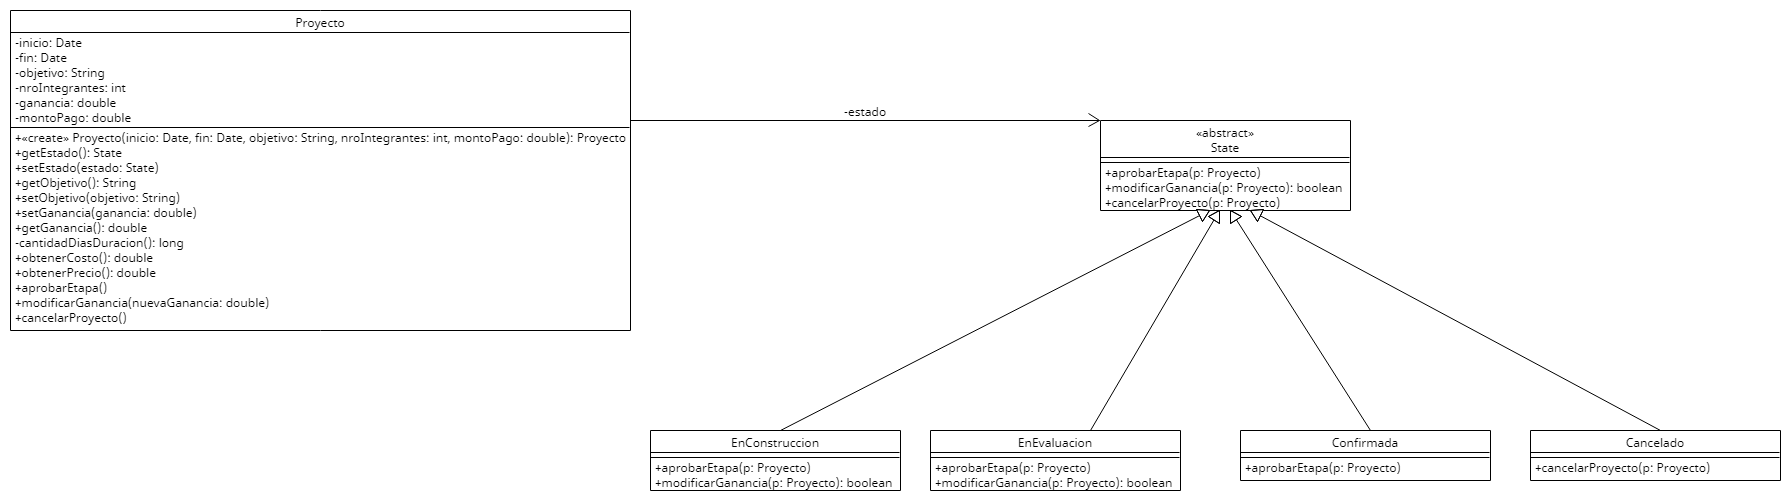 Proyecto
-inicio: Date
-fin: Date
-objetivo: String
-nroIntegrantes: int
-ganancia: double
-montoPago: double
+«create» Proyecto(inicio: Date, fin: Date, objetivo: String, nroIntegrantes: int, montoPago: double): Proyecto
+getEstado(): State
+setEstado(estado: State)
+getObjetivo(): String
+setObjetivo(objetivo: String)
+setGanancia(ganancia: double)
+getGanancia(): double
-cantidadDiasDuracion(): long
+obtenerCosto(): double
+obtenerPrecio(): double
+aprobarEtapa()
+modificarGanancia(nuevaGanancia: double)
+cancelarProyecto()
-estado
«abstract»
State
+aprobarEtapa(p: Proyecto)
+modificarGanancia(p: Proyecto): boolean
+cancelarProyecto(p: Proyecto)
EnConstruccion
+aprobarEtapa(p: Proyecto)
+modificarGanancia(p: Proyecto): boolean
EnEvaluacion
+aprobarEtapa(p: Proyecto)
+modificarGanancia(p: Proyecto): boolean
Confirmada
+aprobarEtapa(p: Proyecto)
Cancelado
+cancelarProyecto(p: Proyecto)